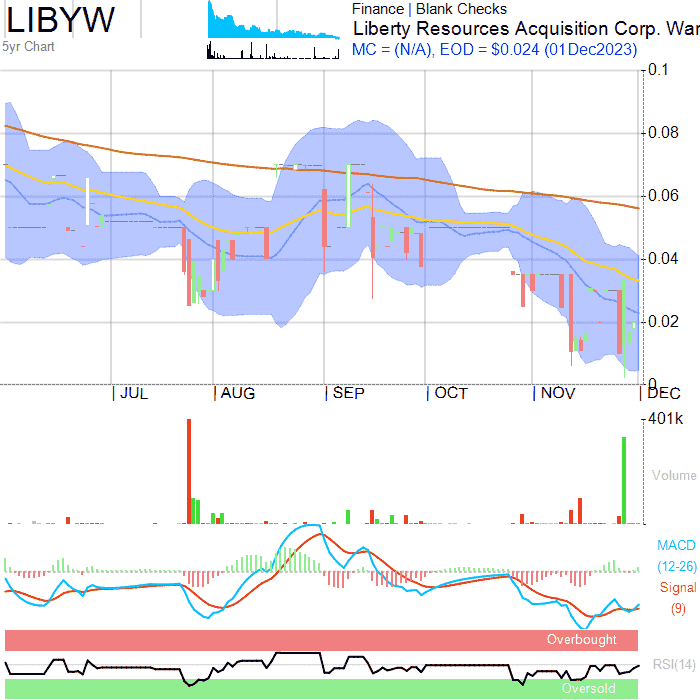 LIBYW
5yr Chart
Finance | Blank Checks
Liberty Resources Acquisition Corp. War
MC = (N/A), EOD = $0.024 (01Dec2023)
0.1
0.08
0.06
0.04
0.02
0
JUL AUG SEP OCT NOV DEC
401k
Volume
MACD
(12-26)
Signal
(9)
Overbought
RSI(14)
Oversold